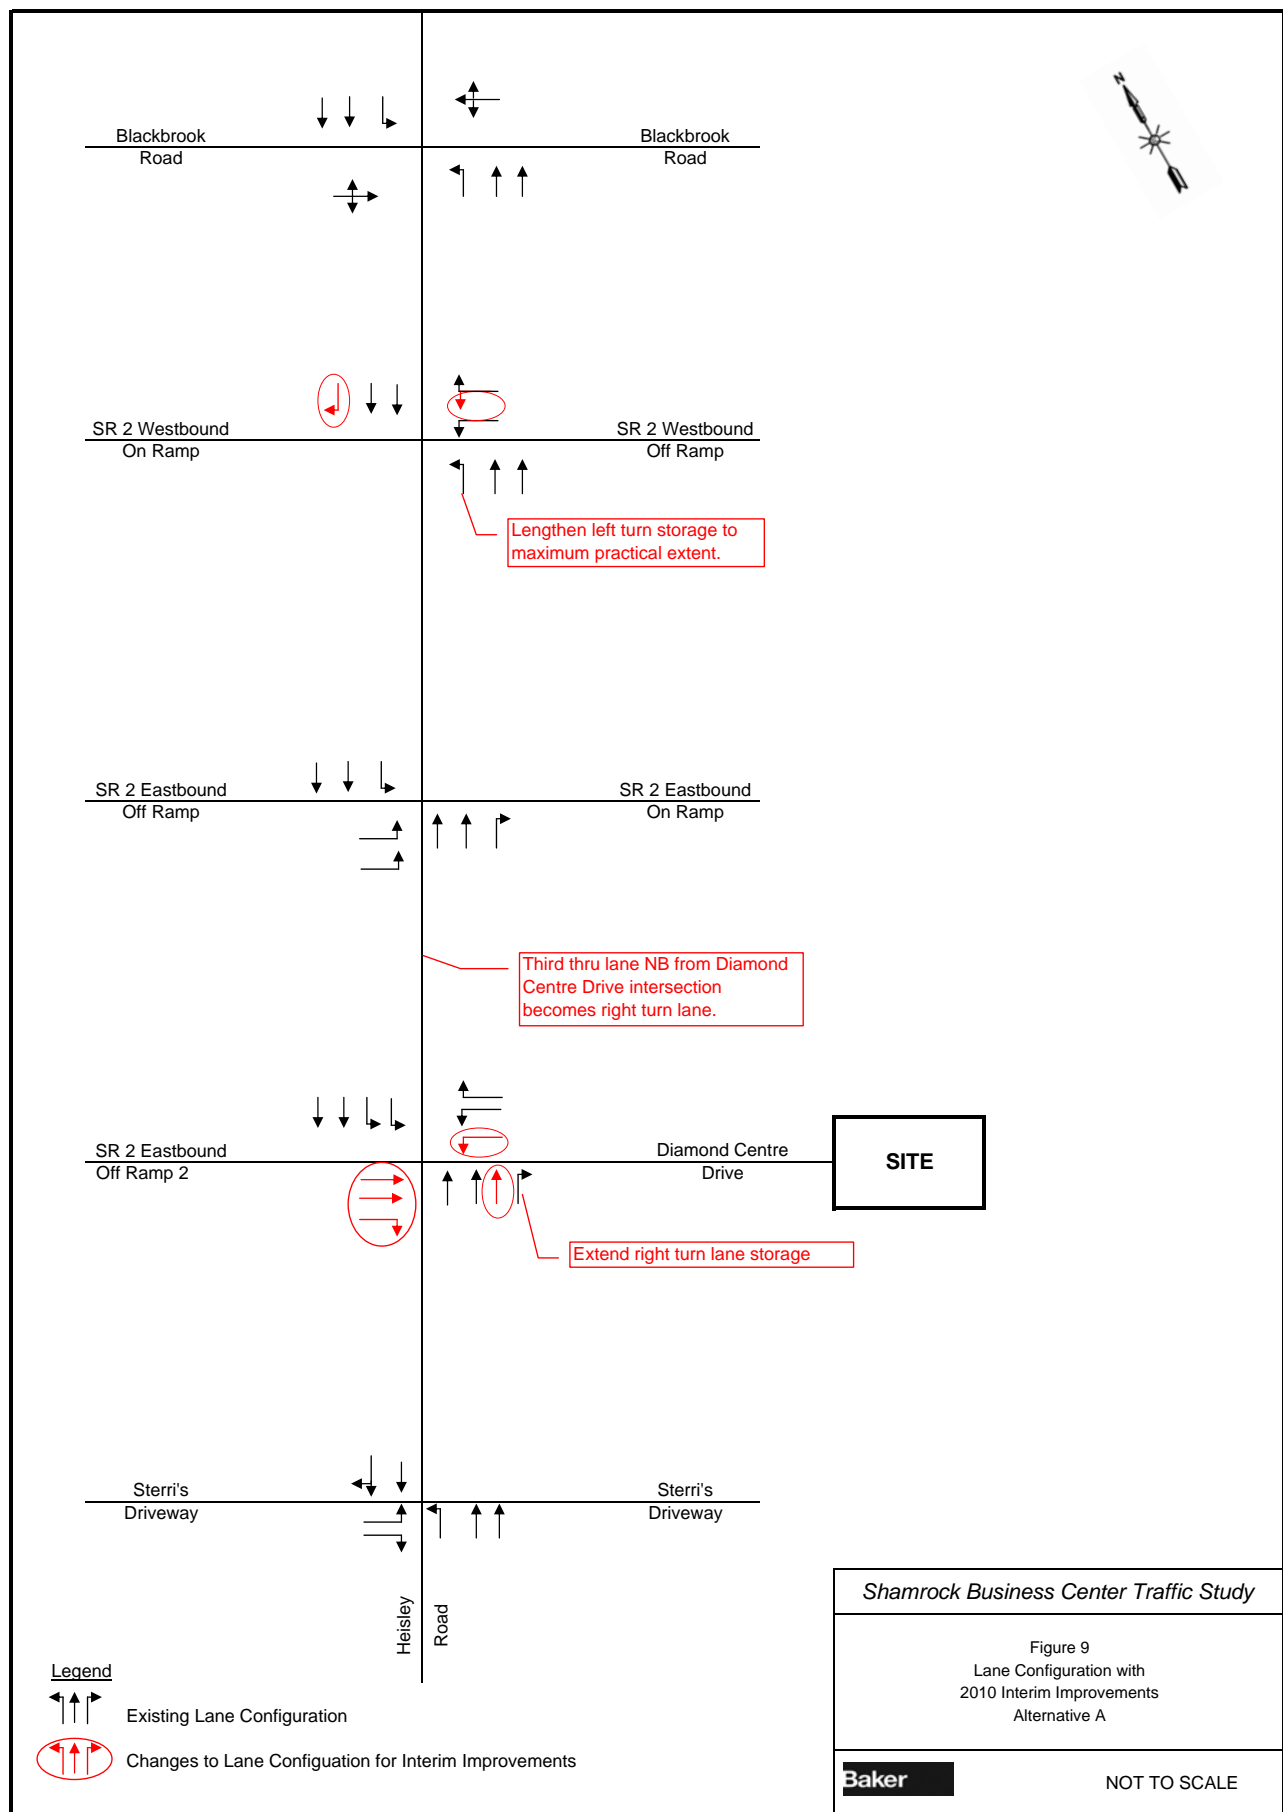 N
Blackbrook
Road
Blackbrook
Road
SR 2 Westbound
On Ramp
SR 2 Westbound
Off Ramp
Lengthen left turn storage to
maximum practical extent.
SR 2 Eastbound
Off Ramp
SR 2 Eastbound
On Ramp
Third thru lane NB from Diamond
Centre Drive intersection
becomes right turn lane.
SR 2 Eastbound
Off Ramp 2
Diamond Centre
Drive
SITE
Extend right turn lane storage
Sterri's
Driveway
Sterri's
Driveway
Heisley
Road
Legend
Existing Lane Configuration
Changes to Lane Configuation for Interim Improvements
Shamrock Business Center Traffic Study
Figure 9
Lane Configuration with
2010 Interim Improvements
Alternative A
Baker
NOT TO SCALE